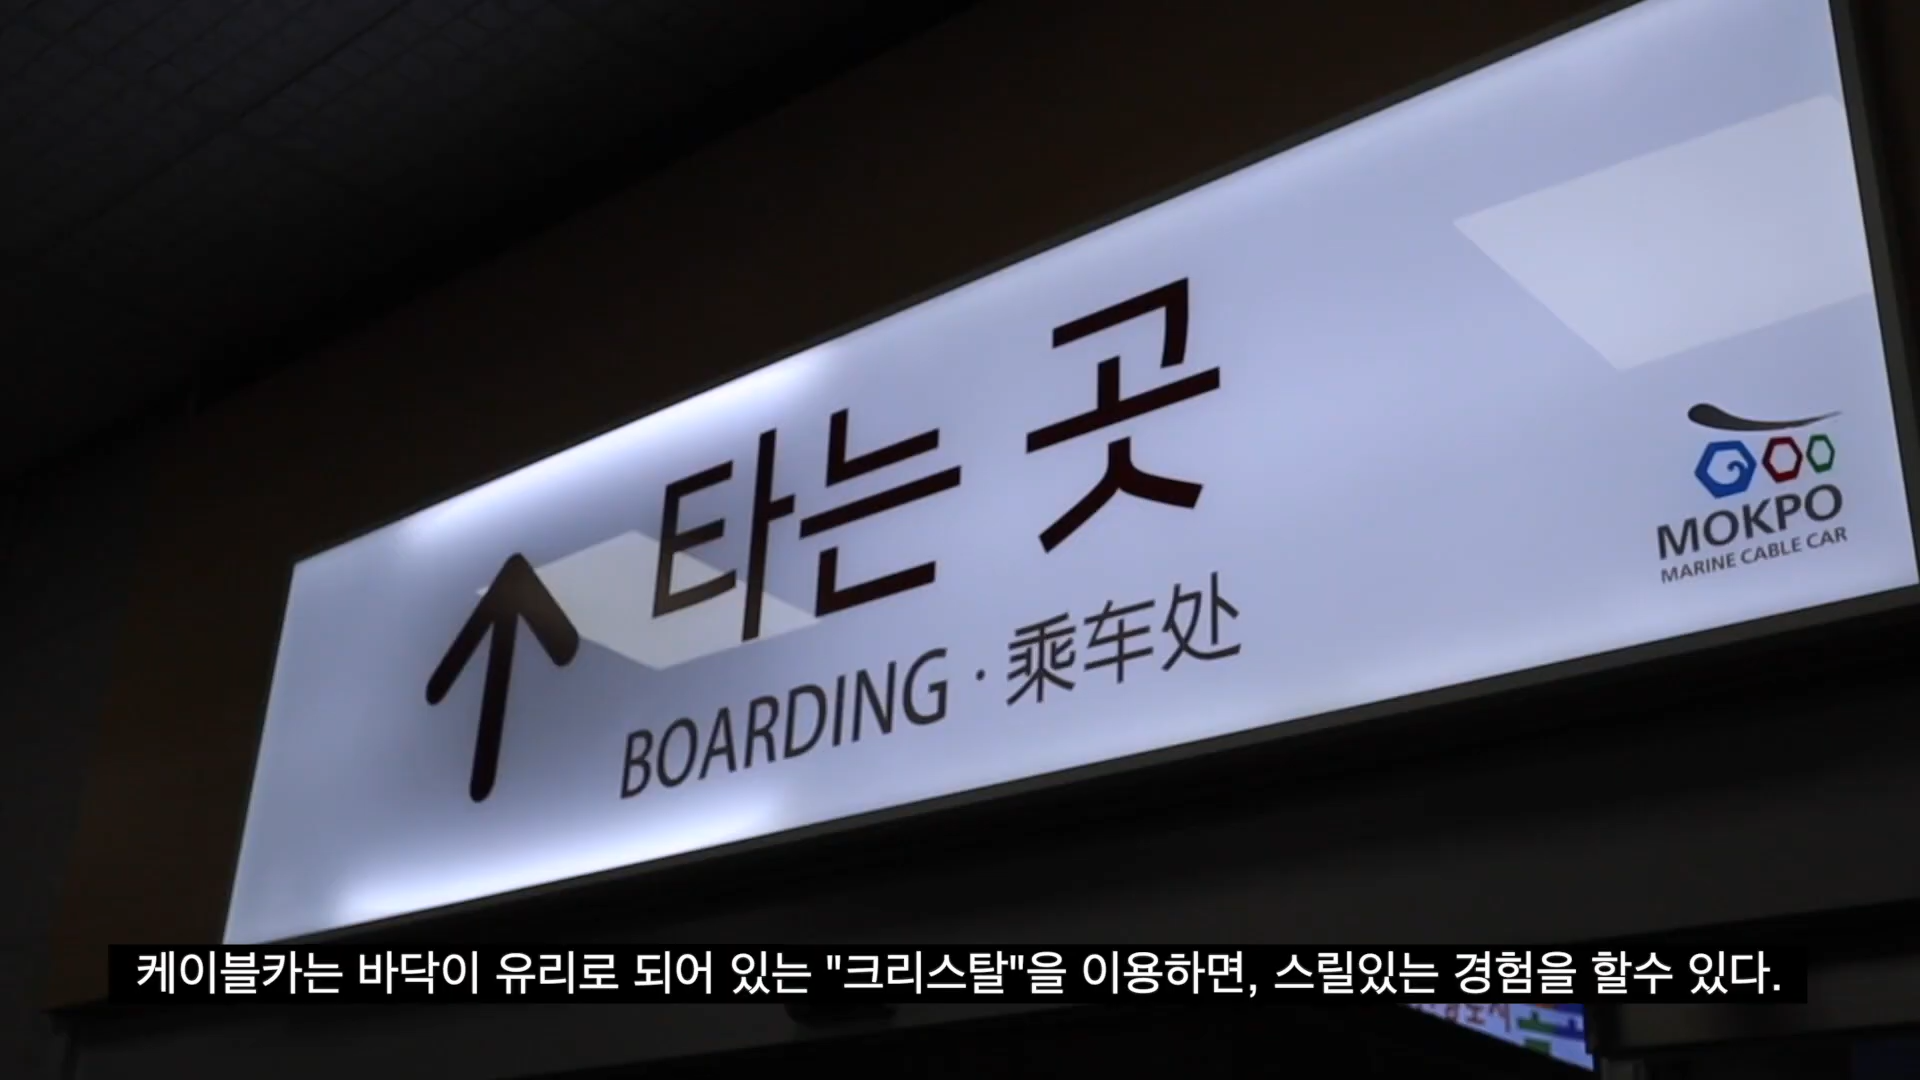 타는 곳
BOARDING · 乘车处
MOKPO
MARINE CABLE CAR
케이블카는 바닥이 유리로 되어 있는 "크리스탈"을 이용하면, 스릴있는 경험을 할수 있다.